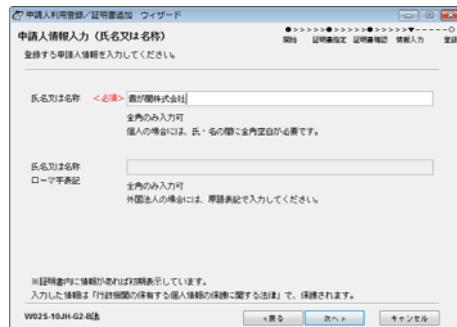 申請人利用登録／証明書追加 ウィザード
申請人情報入力（氏名又は名称）
開始 証明書指定 証明書確認 情報入力
登録する申請人情報を入力してください。
氏名又は名称 <必須> 霞が関株式会社
全角のみ入力可
個人の場合には、氏・名の間に全角空白が必要です。
氏名又は名称
ローマ字表記
全角のみ入力可
外国法人の場合には、原語表記で入力してください。
※証明書内に情報があれば初期表示しています。
入力した情報は「行政機関の保有する個人情報の保護に関する法律」で、保護されます。
W02S-10JH-G2-B
<戻る 次へ> キャンセル